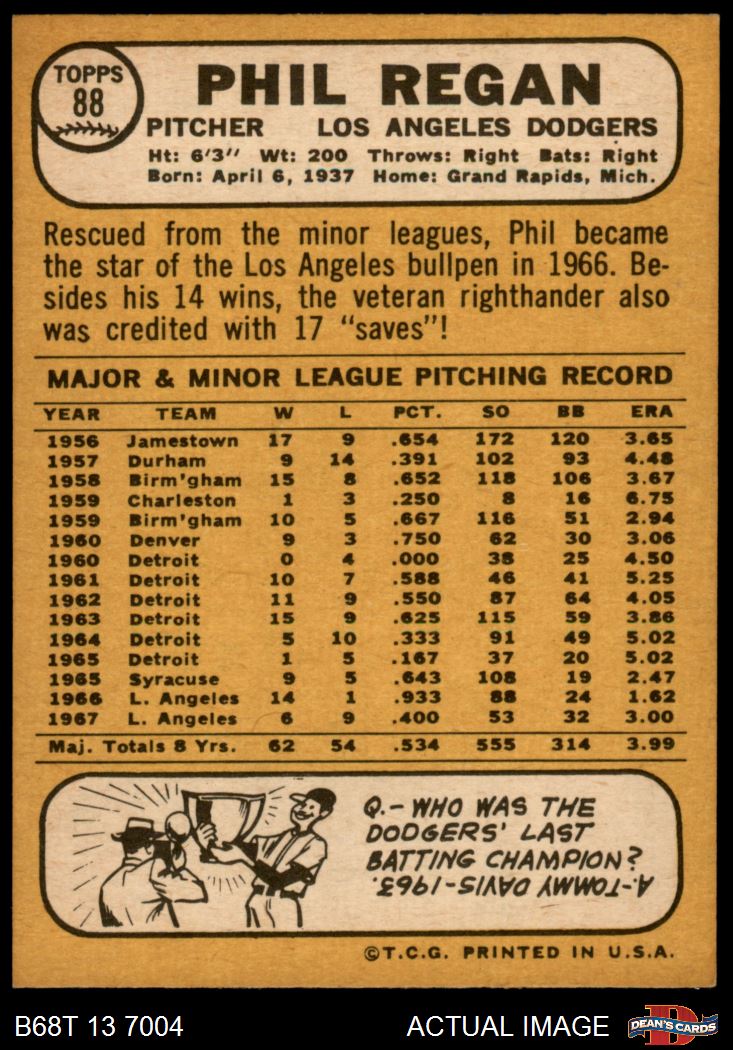 TOPPS
88
PHIL REGAN
PITCHER LOS ANGELES DODGERS
Ht: 6'3" Wt: 200 Throws: Right Bats: Right
Born: April 6, 1937 Home: Grand Rapids, Mich.
Rescued from the minor leagues, Phil became
the star of the Los Angeles bullpen in 1966. Be-
sides his 14 wins, the veteran righthander also
was credited with 17 "saves"!
MAJOR & MINOR LEAGUE PITCHING RECORD
YEAR TEAM W L PCT. SO BB ERA
1956 Jamestown 17 9 .654 172 120 3.65
1957 Durham 9 14 .391 102 93 4.48
1958 Birm'gham 15 8 .652 118 106 3.67
1959 Charleston 1 3 .250 8 16 6.75
1959 Birm'gham 10 5 .667 116 51 2.94
1960 Denver 9 3 .750 62 30 3.06
1960 Detroit 0 4 .000 38 25 4.50
1961 Detroit 10 7 .588 46 41 5.25
1962 Detroit 11 9 .550 87 64 4.05
1963 Detroit 15 9 .625 115 59 3.86
1964 Detroit 5 10 .333 91 49 5.02
1965 Detroit 1 5 .167 37 20 5.02
1965 Syracuse 9 5 .643 108 19 2.47
1966 L. Angeles 14 1 .933 88 24 1.62
1967 L. Angeles 6 9 .400 53 32 3.00
Maj. Totals 8 Yrs. 62 54 .534 555 314 3.99
Q.- WHO WAS THE
DODGERS' LAST
BATTING CHAMPION?
A-TOMMY DAVIS-1963.
©T.C.G. PRINTED IN U.S.A.
B68T 13 7004 ACTUAL IMAGE
D
DEAN'S CARDS